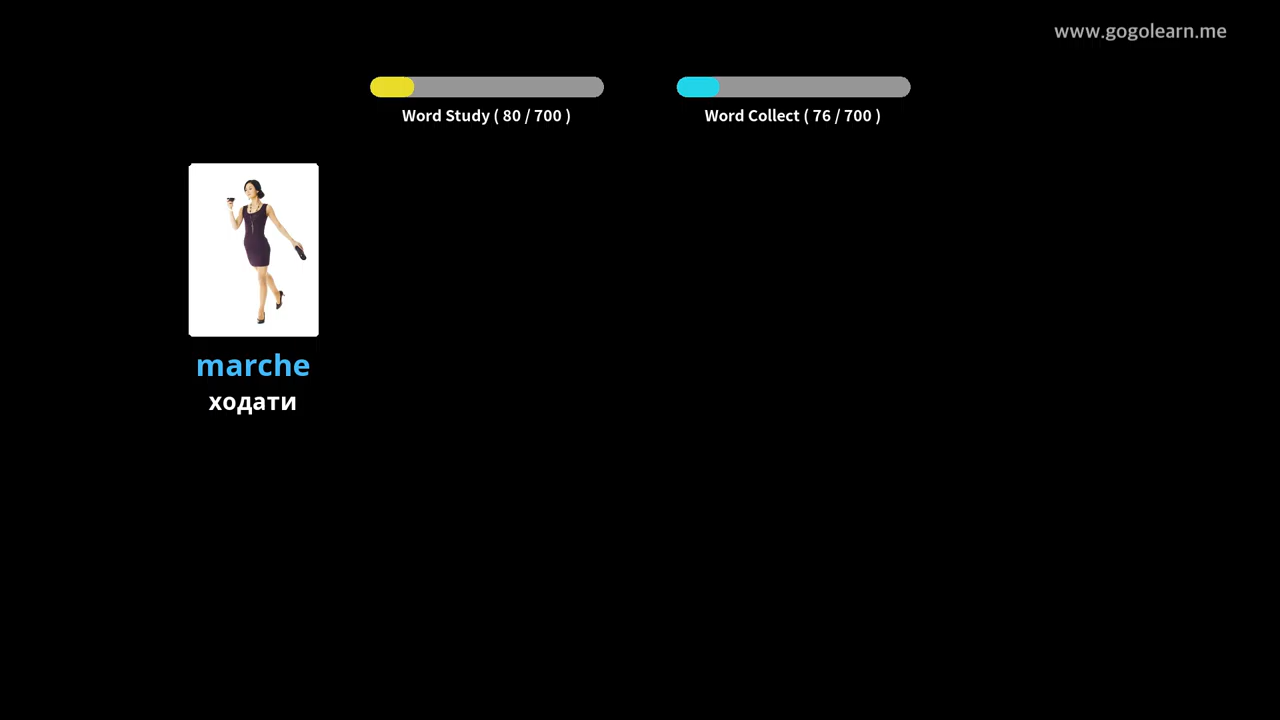 www.gogolearn.me
Word Study ( 80 / 700 )
Word Collect ( 76 / 700 )
marche
ходати